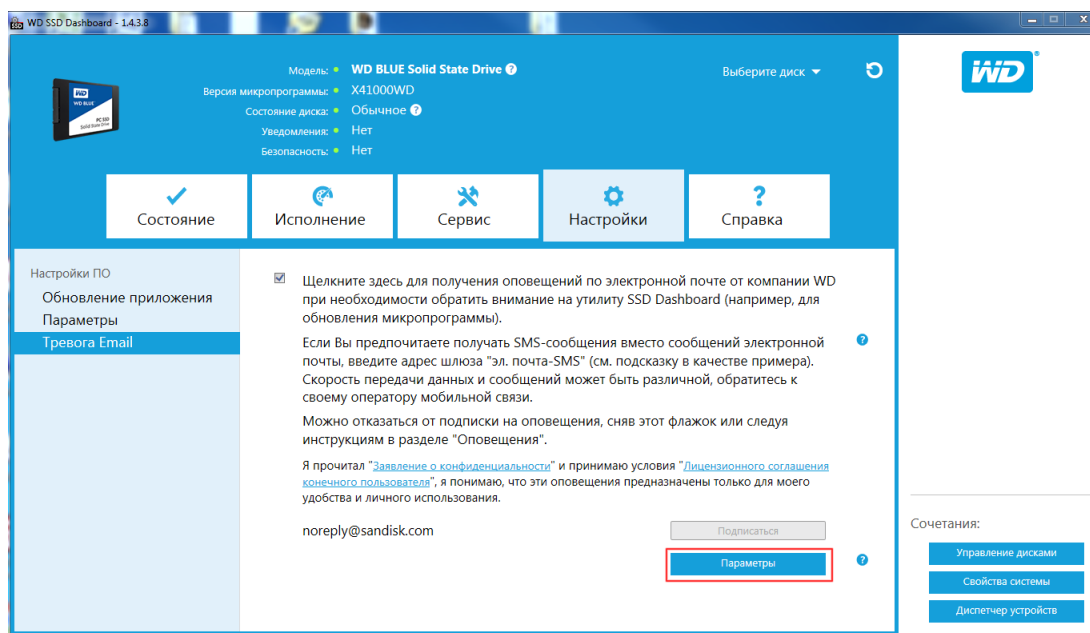 WD SSD Dashboard - 1.4.3.8
Модель: WD BLUE Solid State Drive ?
Выберите диск
Версия микропрограммы: X41000WD
Состояние диска: Обычное ?
Уведомления: Нет
Безопасность: Нет
WD
WD BLUE
Состояние
Исполнение
Сервис
Настройки
?
Справка
Настройки ПО
Обновление приложения
Параметры
Тревога Email
Щелкните здесь для получения оповещений по электронной почте от компании WD
при необходимости обратить внимание на утилиту SSD Dashboard (например, для
обновления микропрограммы).
Если Вы предпочитаете получать SMS-сообщения вместо сообщений электронной
почты, введите адрес шлюза "эл. почта-SMS" (см. подсказку в качестве примера).
Скорость передачи данных и сообщений может быть различной, обратитесь к
своему оператору мобильной связи.
?
Можно отказаться от подписки на оповещения, сняв этот флажок или следуя
инструкциям в разделе "Оповещения".
Я прочитал "Заявление о конфиденциальности" и принимаю условия "Лицензионного соглашения
конечного пользователя", я понимаю, что эти оповещения предназначены только для моего
удобства и личного использования.
noreply@sandisk.com
Подписаться
Параметры
?
WD
Сочетания:
Управление дисками
Свойства системы
Диспетчер устройств